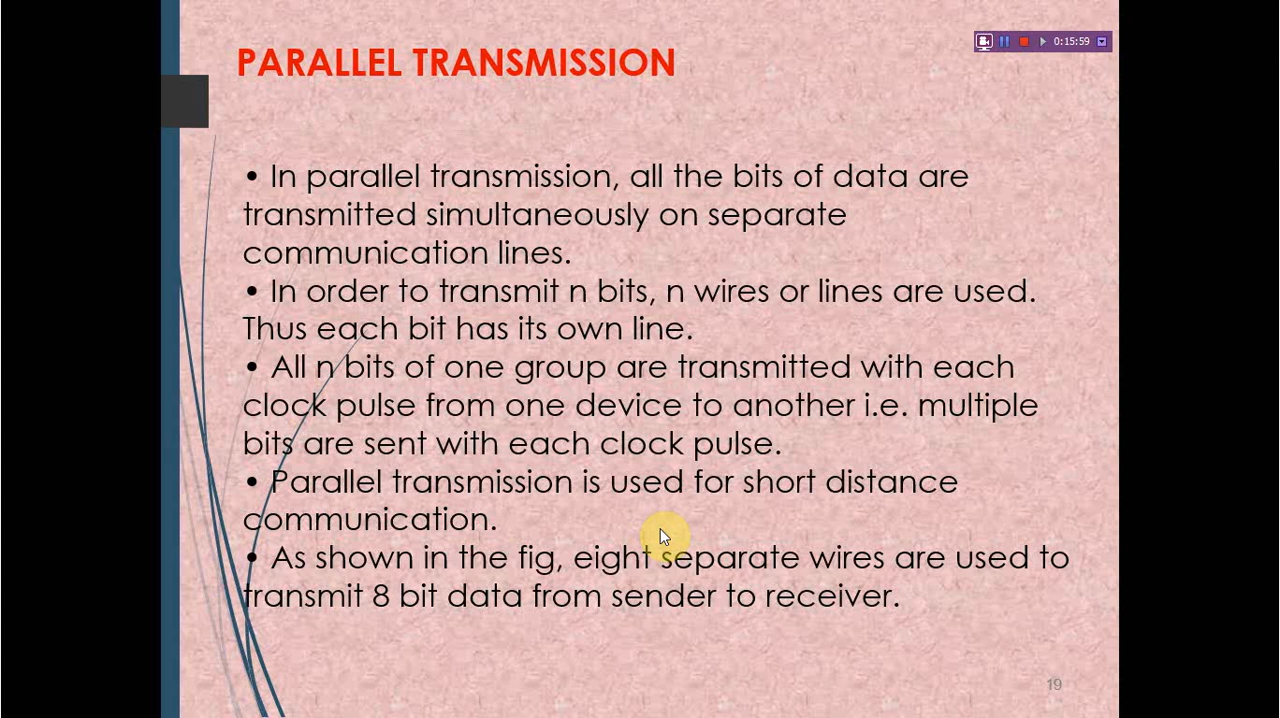 PARALLEL TRANSMISSION
0:15:59
• In parallel transmission, all the bits of data are
transmitted simultaneously on separate
communication lines.
• In order to transmit n bits, n wires or lines are used.
Thus each bit has its own line.
• All n bits of one group are transmitted with each
clock pulse from one device to another i.e. multiple
bits are sent with each clock pulse.
• Parallel transmission is used for short distance
communication.
• As shown in the fig, eight separate wires are used to
transmit 8 bit data from sender to receiver.
19